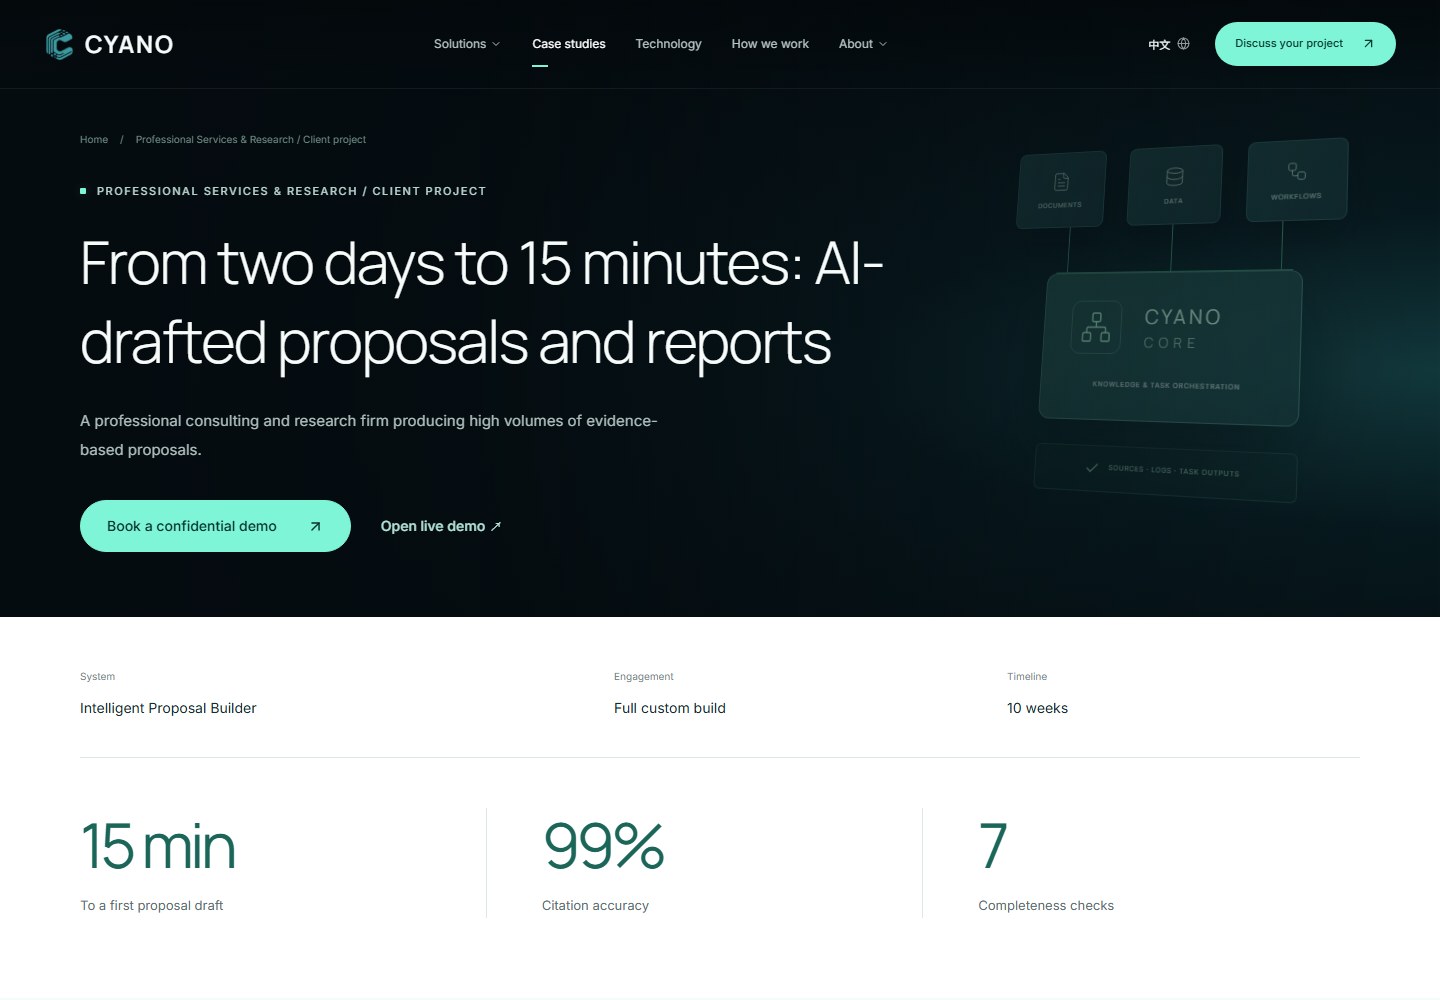 CYANO
Solutions
Case studies
Technology
How we work
About
中文
Discuss your project
Home / Professional Services & Research / Client project
PROFESSIONAL SERVICES & RESEARCH / CLIENT PROJECT
From two days to 15 minutes: AI-
drafted proposals and reports
A professional consulting and research firm producing high volumes of evidence-
based proposals.
Book a confidential demo
Open live demo ↗
DOCUMENTS
DATA
WORKFLOWS
CYANO
CORE
KNOWLEDGE & TASK ORCHESTRATION
SOURCES · LOGS · TASK OUTPUTS
System
Intelligent Proposal Builder
Engagement
Full custom build
Timeline
10 weeks
15 min
To a first proposal draft
99%
Citation accuracy
7
Completeness checks